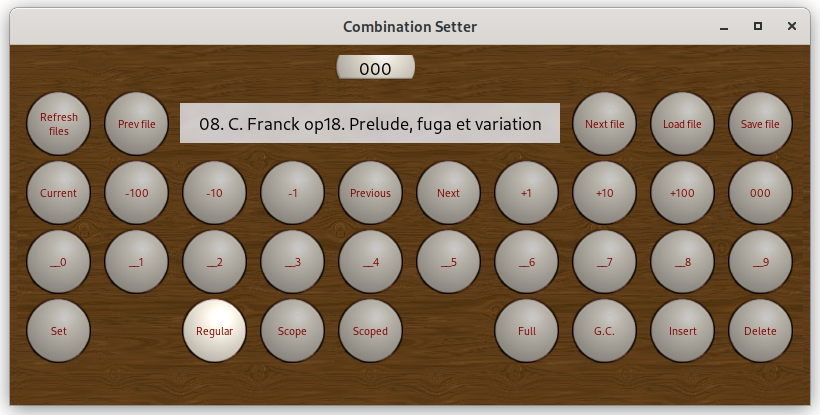 Combination Setter
000
Refresh
files
Prev file
08. C. Franck op18. Prelude, fuga et variation
Next file
Load file
Save file
Current
-100
-10
-1
Previous
Next
+1
+10
+100
000
__0
__1
__2
__3
__4
__5
__6
__7
__8
__9
Set
Regular
Scope
Scoped
Full
G.C.
Insert
Delete